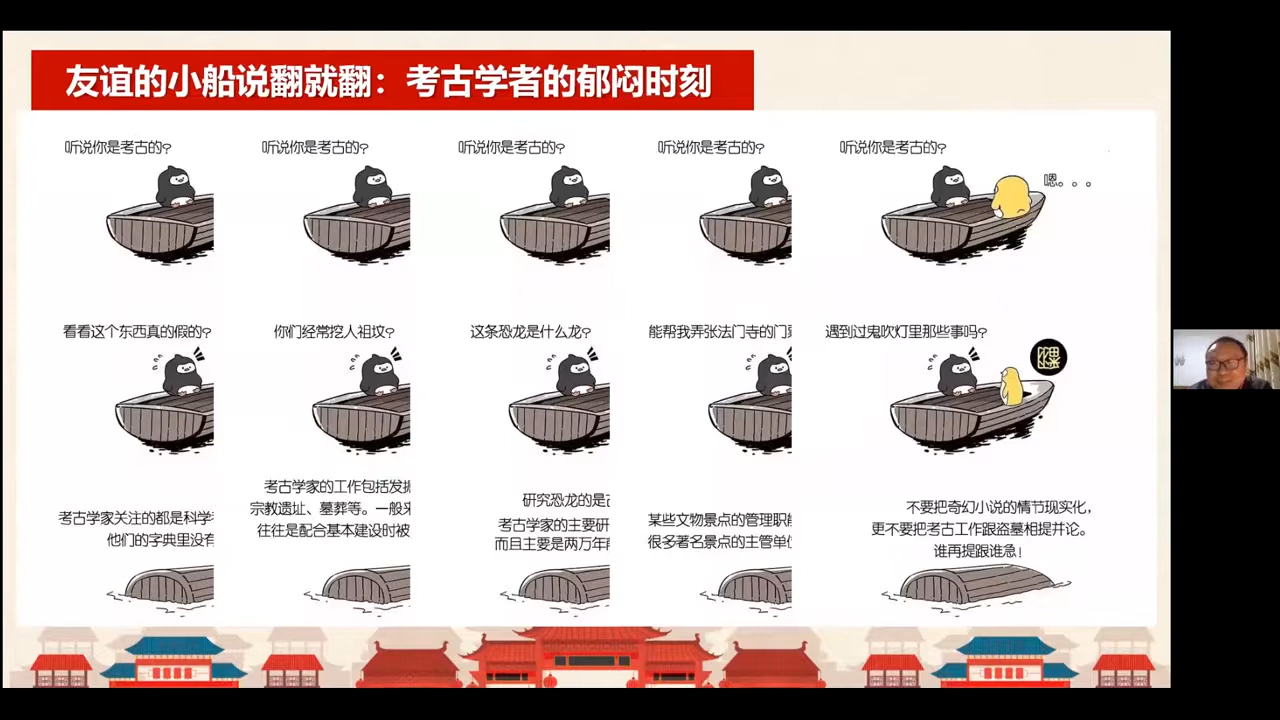 友谊的小船说翻就翻：考古学者的郁闷时刻
听说你是考古的？
听说你是考古的？
听说你是考古的？
听说你是考古的？
听说你是考古的？
嗯。。。
看看这个东西真的假的？
你们经常挖人祖坟？
这条恐龙是什么龙？
能帮我弄张法门寺的门
遇到过鬼吹灯里那些事吗？
考古学家关注的都是科学
他们的字典里没有
考古学家的工作包括发掘
宗教遗址、墓葬等。一般来
往往是配合基本建设时被
研究恐龙的是古
考古学家的主要研
而且主要是两万年前
某些文物景点的管理职能
很多著名景点的主管单位
不要把奇幻小说的情节现实化，
更不要把考古工作跟盗墓相提并论。
谁再提跟谁急！